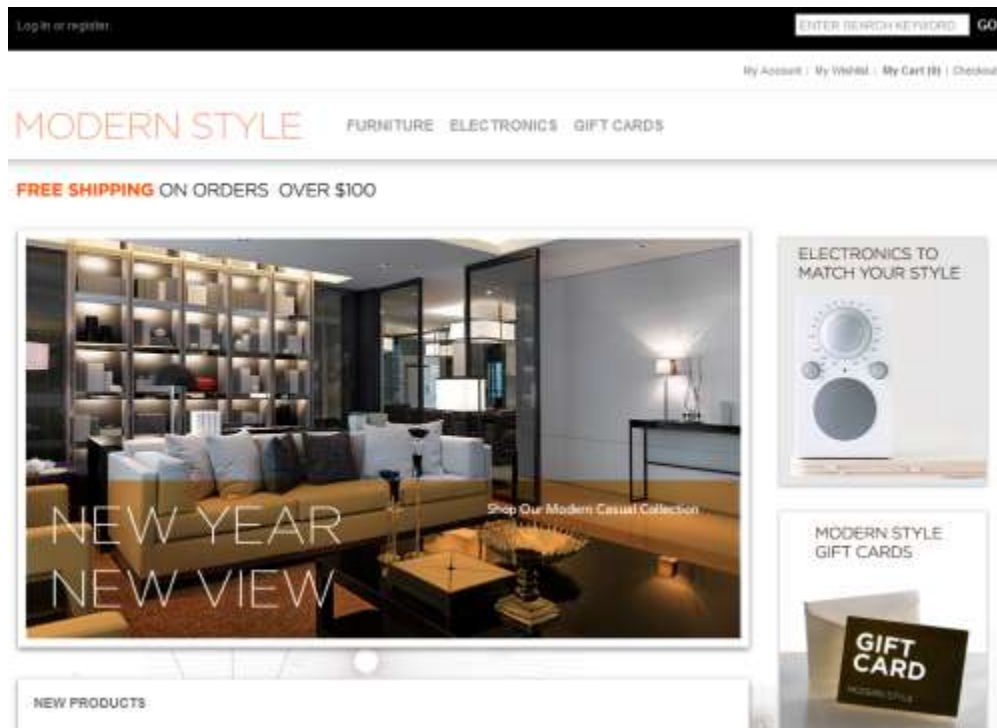 Log in or register.
ENTER SEARCH KEYWORD
GO
My Account | My Wishlist | My Cart (0) | Checkout
MODERN STYLE
FURNITURE ELECTRONICS GIFT CARDS
FREE SHIPPING ON ORDERS OVER $100
ELECTRONICS TO
MATCH YOUR STYLE
Shop Our Modern Casual Collection
NEW YEAR
NEW VIEW
MODERN STYLE
GIFT CARDS
GIFT
CARD
MODERN STYLE
NEW PRODUCTS